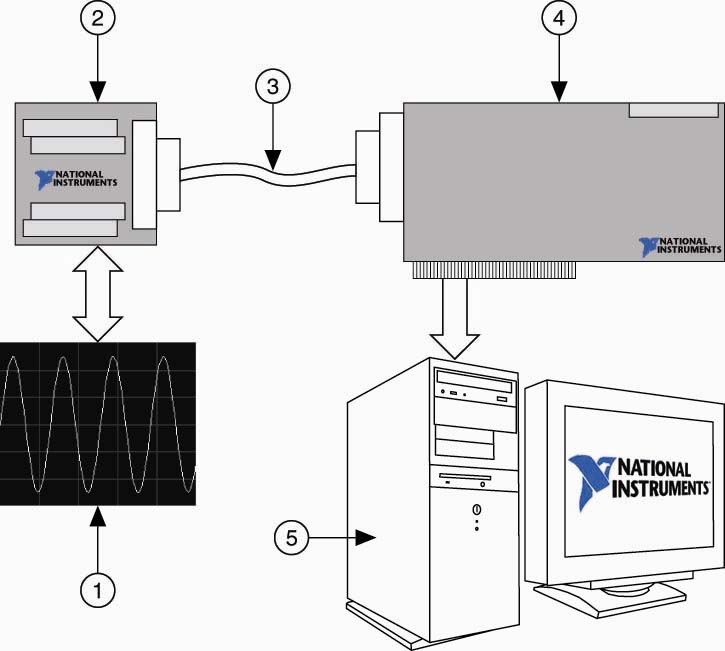 2
4
3
NATIONAL
INSTRUMENTS
NATIONAL
INSTRUMENTS
NATIONAL
INSTRUMENTS
5
1